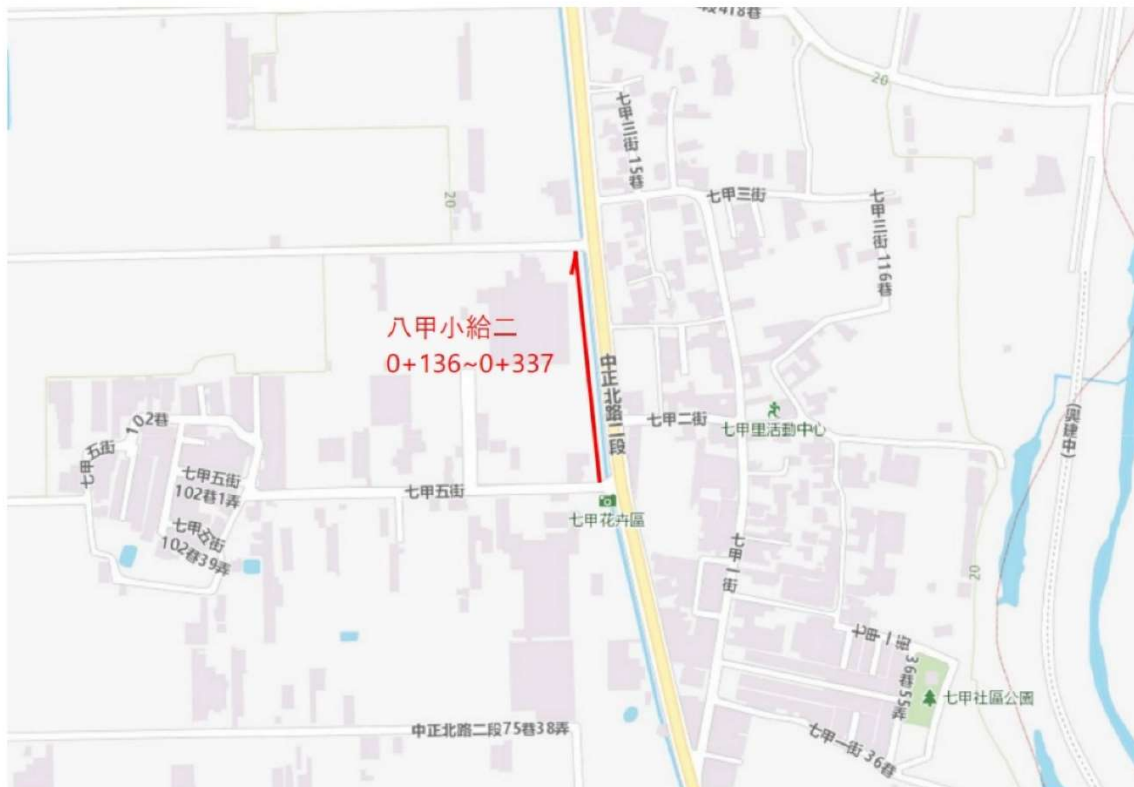 段418巷
20
七甲三街 15巷
七甲三街
七甲三街 116巷
20
八甲小給二
0+136~0+337
中正北路二段
七甲二街
七甲里活動中心
(興建中)
七甲五街 102巷
七甲五街
102巷1弄
七甲五街
七甲五街
102巷39弄
七甲花卉區
七甲一街
20
七甲一街 36巷55弄
七甲社區公園
中正北路二段75巷38弄
七甲一街 36巷